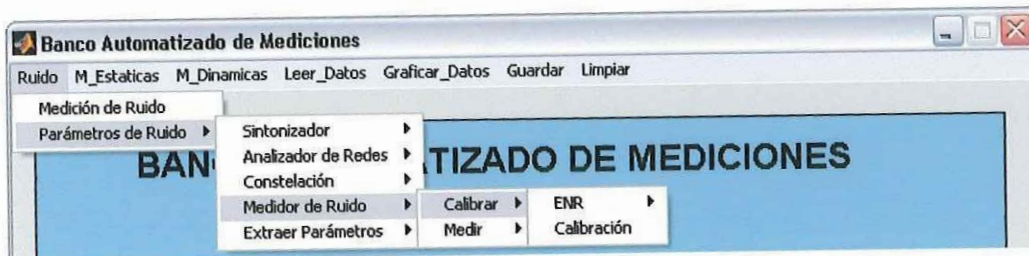 Banco Automatizado de Mediciones
Ruido M_Estaticas M_Dinamicas Leer_Datos Graficar_Datos Guardar Limpiar
Medición de Ruido
Parámetros de Ruido
Sintonizador
Analizador de Redes
Constelación
Medidor de Ruido
Extraer Parámetros
Calibrar
Medir
ENR
Calibración
BAN TIZADO DE MEDICIONES